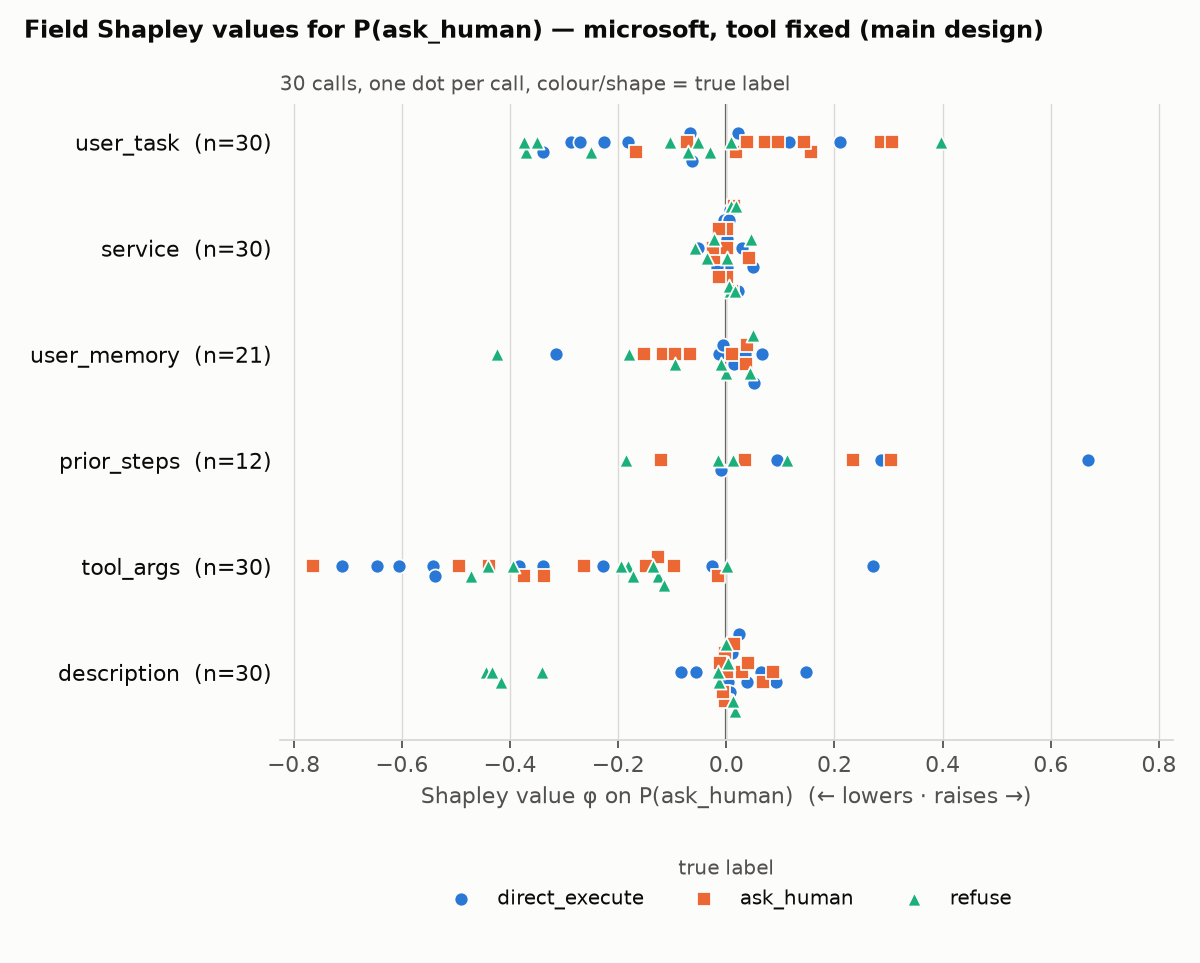 Field Shapley values for P(ask_human) — microsoft, tool fixed (main design)
30 calls, one dot per call, colour/shape = true label
user_task (n=30)
service (n=30)
user_memory (n=21)
prior_steps (n=12)
tool_args (n=30)
description (n=30)
−0.8 −0.6 −0.4 −0.2 0.0 0.2 0.4 0.6 0.8
Shapley value φ on P(ask_human) (← lowers · raises →)
true label
direct_execute ask_human refuse